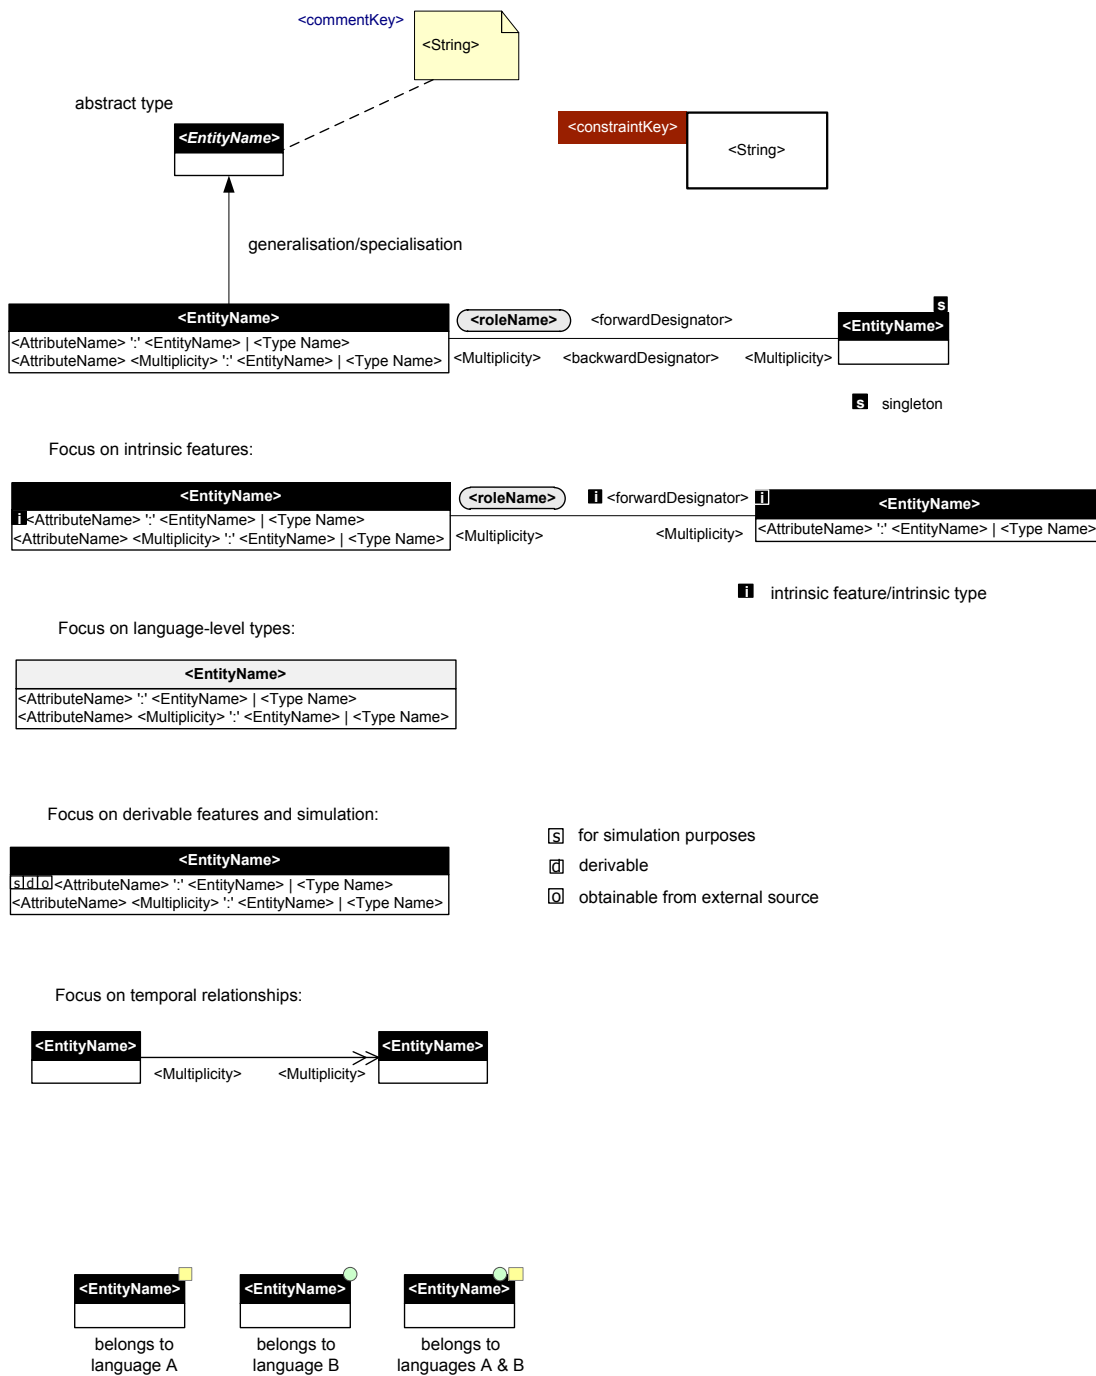 <commentKey>
<String>
abstract type
<EntityName>
<constraintKey>
<String>
generalisation/specialisation
<EntityName>
<AttributeName> ':' <EntityName> | <Type Name>
<AttributeName> <Multiplicity> ':' <EntityName> | <Type Name>
<roleName>
<forwardDesignator>
<Multiplicity>
<backwardDesignator>
<Multiplicity>
s
<EntityName>
s singleton
Focus on intrinsic features:
<EntityName>
i <AttributeName> ':' <EntityName> | <Type Name>
<AttributeName> <Multiplicity> ':' <EntityName> | <Type Name>
<roleName>
i <forwardDesignator>
<Multiplicity>
<Multiplicity>
i
<EntityName>
<AttributeName> ':' <EntityName> | <Type Name>
i intrinsic feature/intrinsic type
Focus on language-level types:
<EntityName>
<AttributeName> ':' <EntityName> | <Type Name>
<AttributeName> <Multiplicity> ':' <EntityName> | <Type Name>
Focus on derivable features and simulation:
<EntityName>
s d o <AttributeName> ':' <EntityName> | <Type Name>
<AttributeName> <Multiplicity> ':' <EntityName> | <Type Name>
s for simulation purposes
d derivable
o obtainable from external source
Focus on temporal relationships:
<EntityName>
<Multiplicity>
<Multiplicity>
<EntityName>
<EntityName>
belongs to
language A
<EntityName>
belongs to
language B
<EntityName>
belongs to
languages A & B